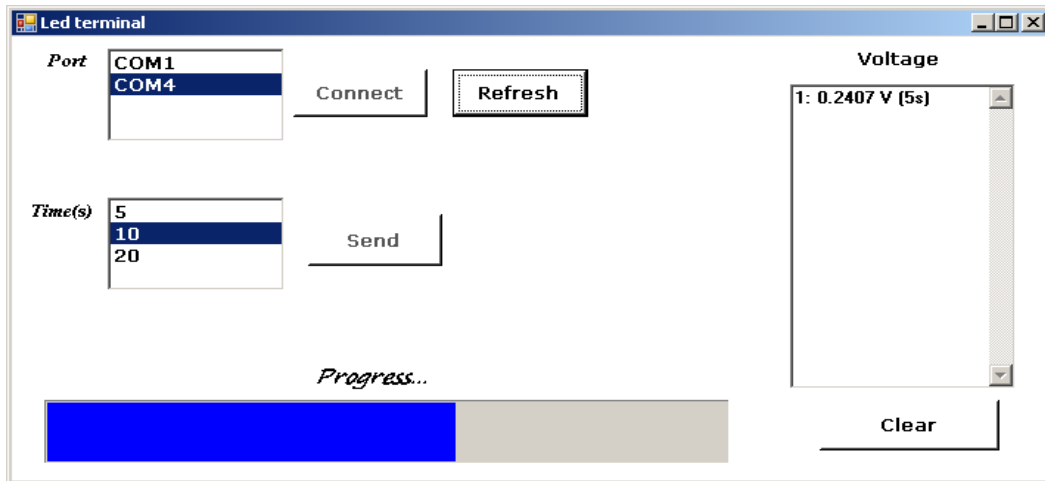 Led terminal
Port
COM1
COM4
Connect
Refresh
Voltage
1: 0.2407 V (5s)
Time(s)
5
10
20
Send
Progress...
Clear